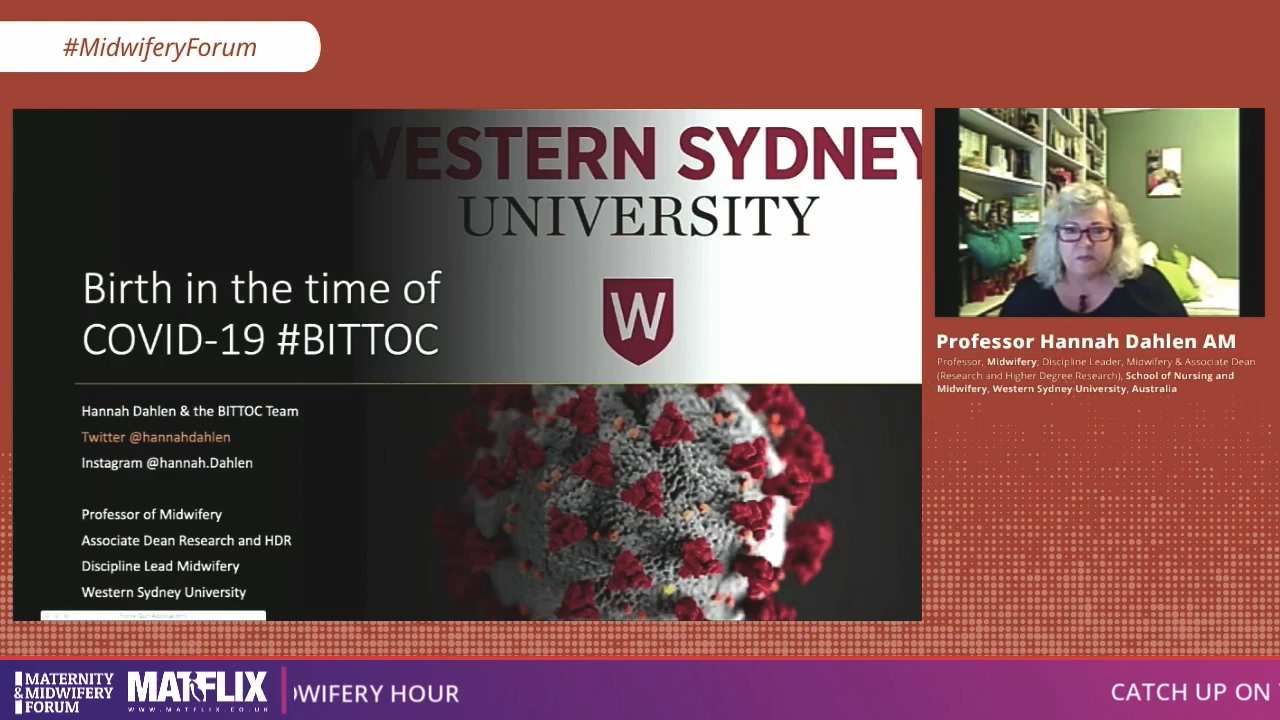 #MidwiferyForum
WESTERN SYDNEY
UNIVERSITY
W
Birth in the time of
COVID-19 #BITTOC
Hannah Dahlen & the BITTOC Team
Twitter @hannahdahlen
Instagram @hannah.Dahlen
Professor of Midwifery
Associate Dean Research and HDR
Discipline Lead Midwifery
Western Sydney University
Professor Hannah Dahlen AM
Professor, Midwifery; Discipline Leader, Midwifery & Associate Dean
(Research and Higher Degree Research), School of Nursing and
Midwifery, Western Sydney University, Australia
MATERNITY
& MIDWIFERY
FORUM
MATFLIX
WWW.MATFLIX.CO.UK
WIFERY HOUR
CATCH UP ON